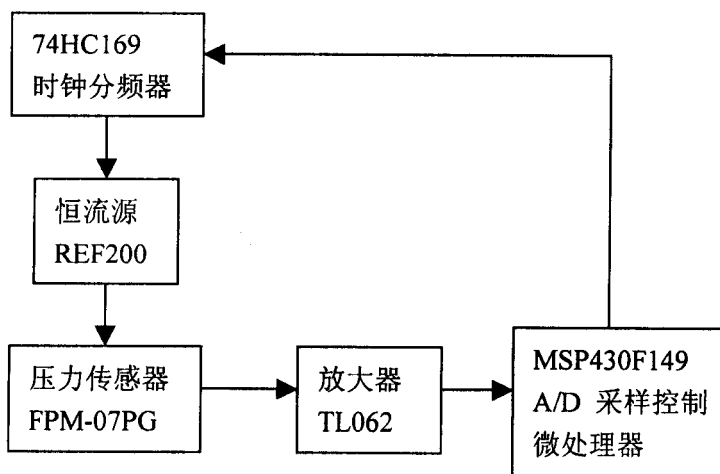 74HC169
时钟分频器
恒流源
REF200
压力传感器
FPM-07PG
放大器
TL062
MSP430F149
A/D 采样控制
微处理器